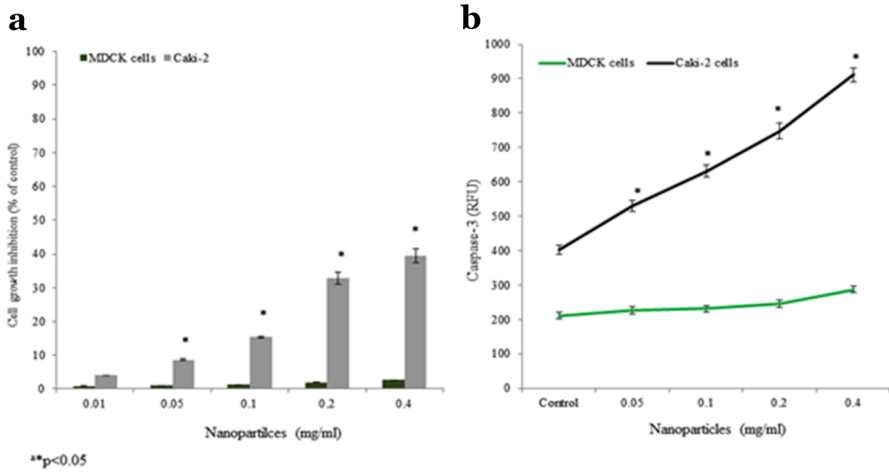 a
100
90
80
70
60
50
40
30
20
10
0
MDCK cells Caki-2
Cell growth inhibition (% of control)
*
*
*
*
0.01 0.05 0.1 0.2 0.4
Nanopartilces (mg/ml)
a*p<0.05
b
1000
900
800
700
600
500
400
300
200
100
0
MDCK cells Caki-2 cells
Caspase-3 (RFU)
*
*
*
*
Control 0.05 0.1 0.2 0.4
Nanoparticles (mg/ml)